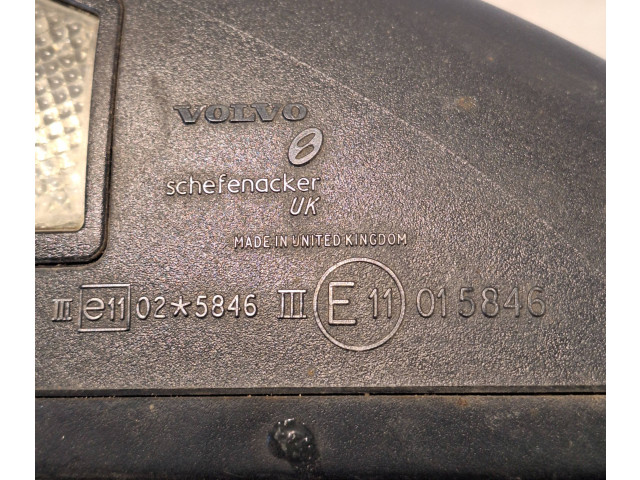 VOLVO
schefenacker
UK
MADE IN UNITED KINGDOM
III e11 02*5846 III E 11 015846